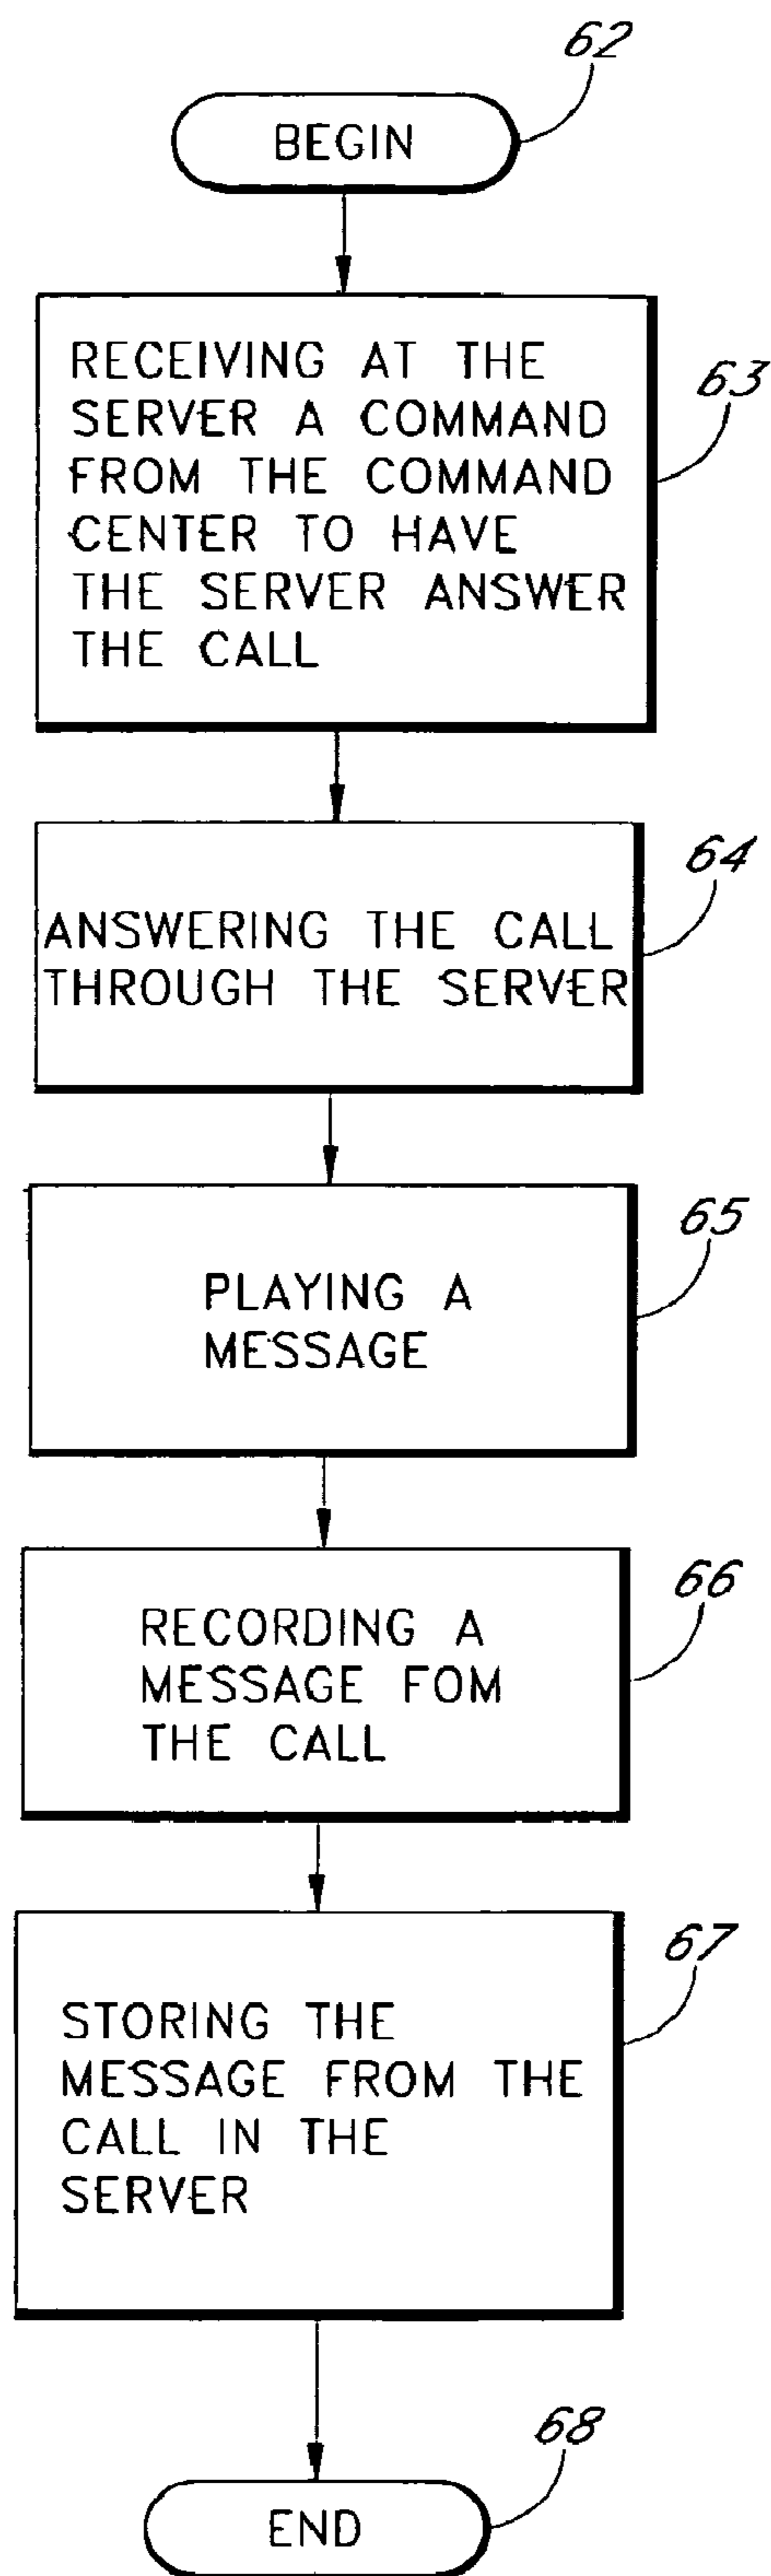 62
BEGIN
RECEIVING AT THE
SERVER A COMMAND
FROM THE COMMAND
CENTER TO HAVE
THE SERVER ANSWER
THE CALL
63
ANSWERING THE CALL
THROUGH THE SERVER
64
PLAYING A
MESSAGE
65
RECORDING A
MESSAGE FOM
THE CALL
66
STORING THE
MESSAGE FROM THE
CALL IN THE
SERVER
67
END
68